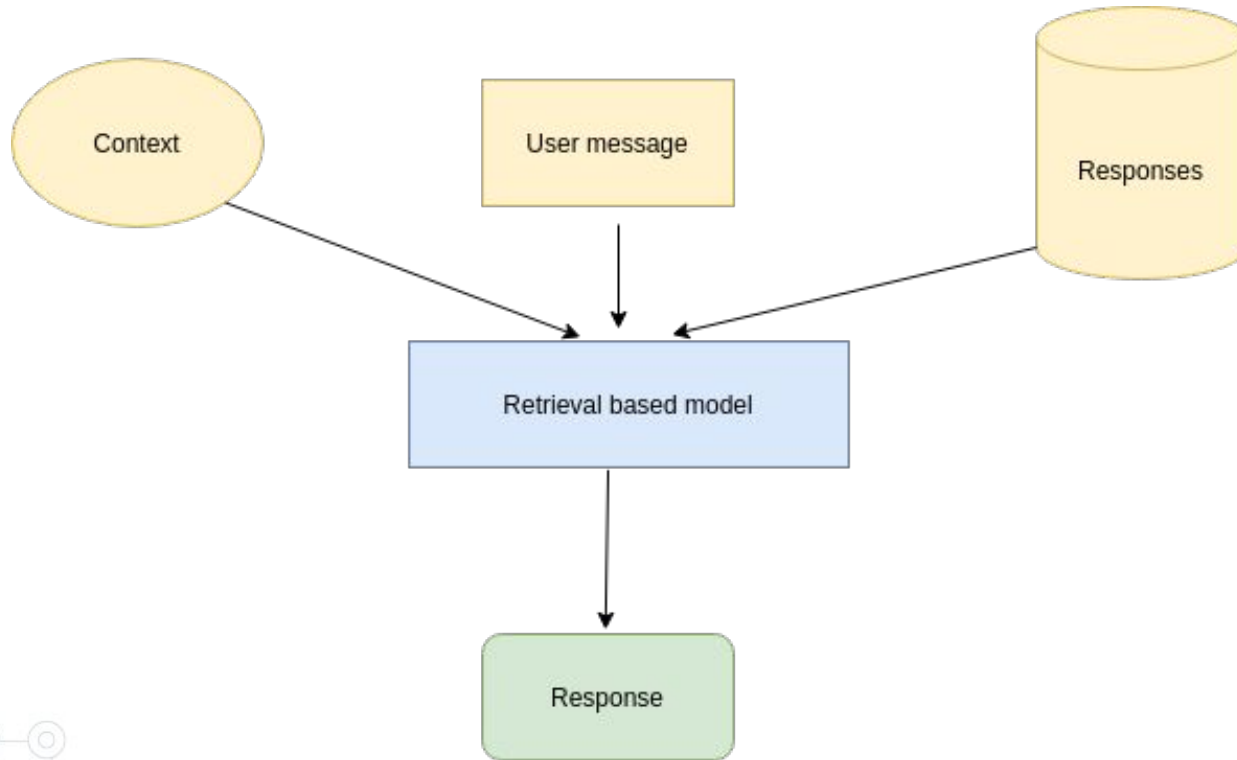 Context
User message
Responses
Retrieval based model
Response